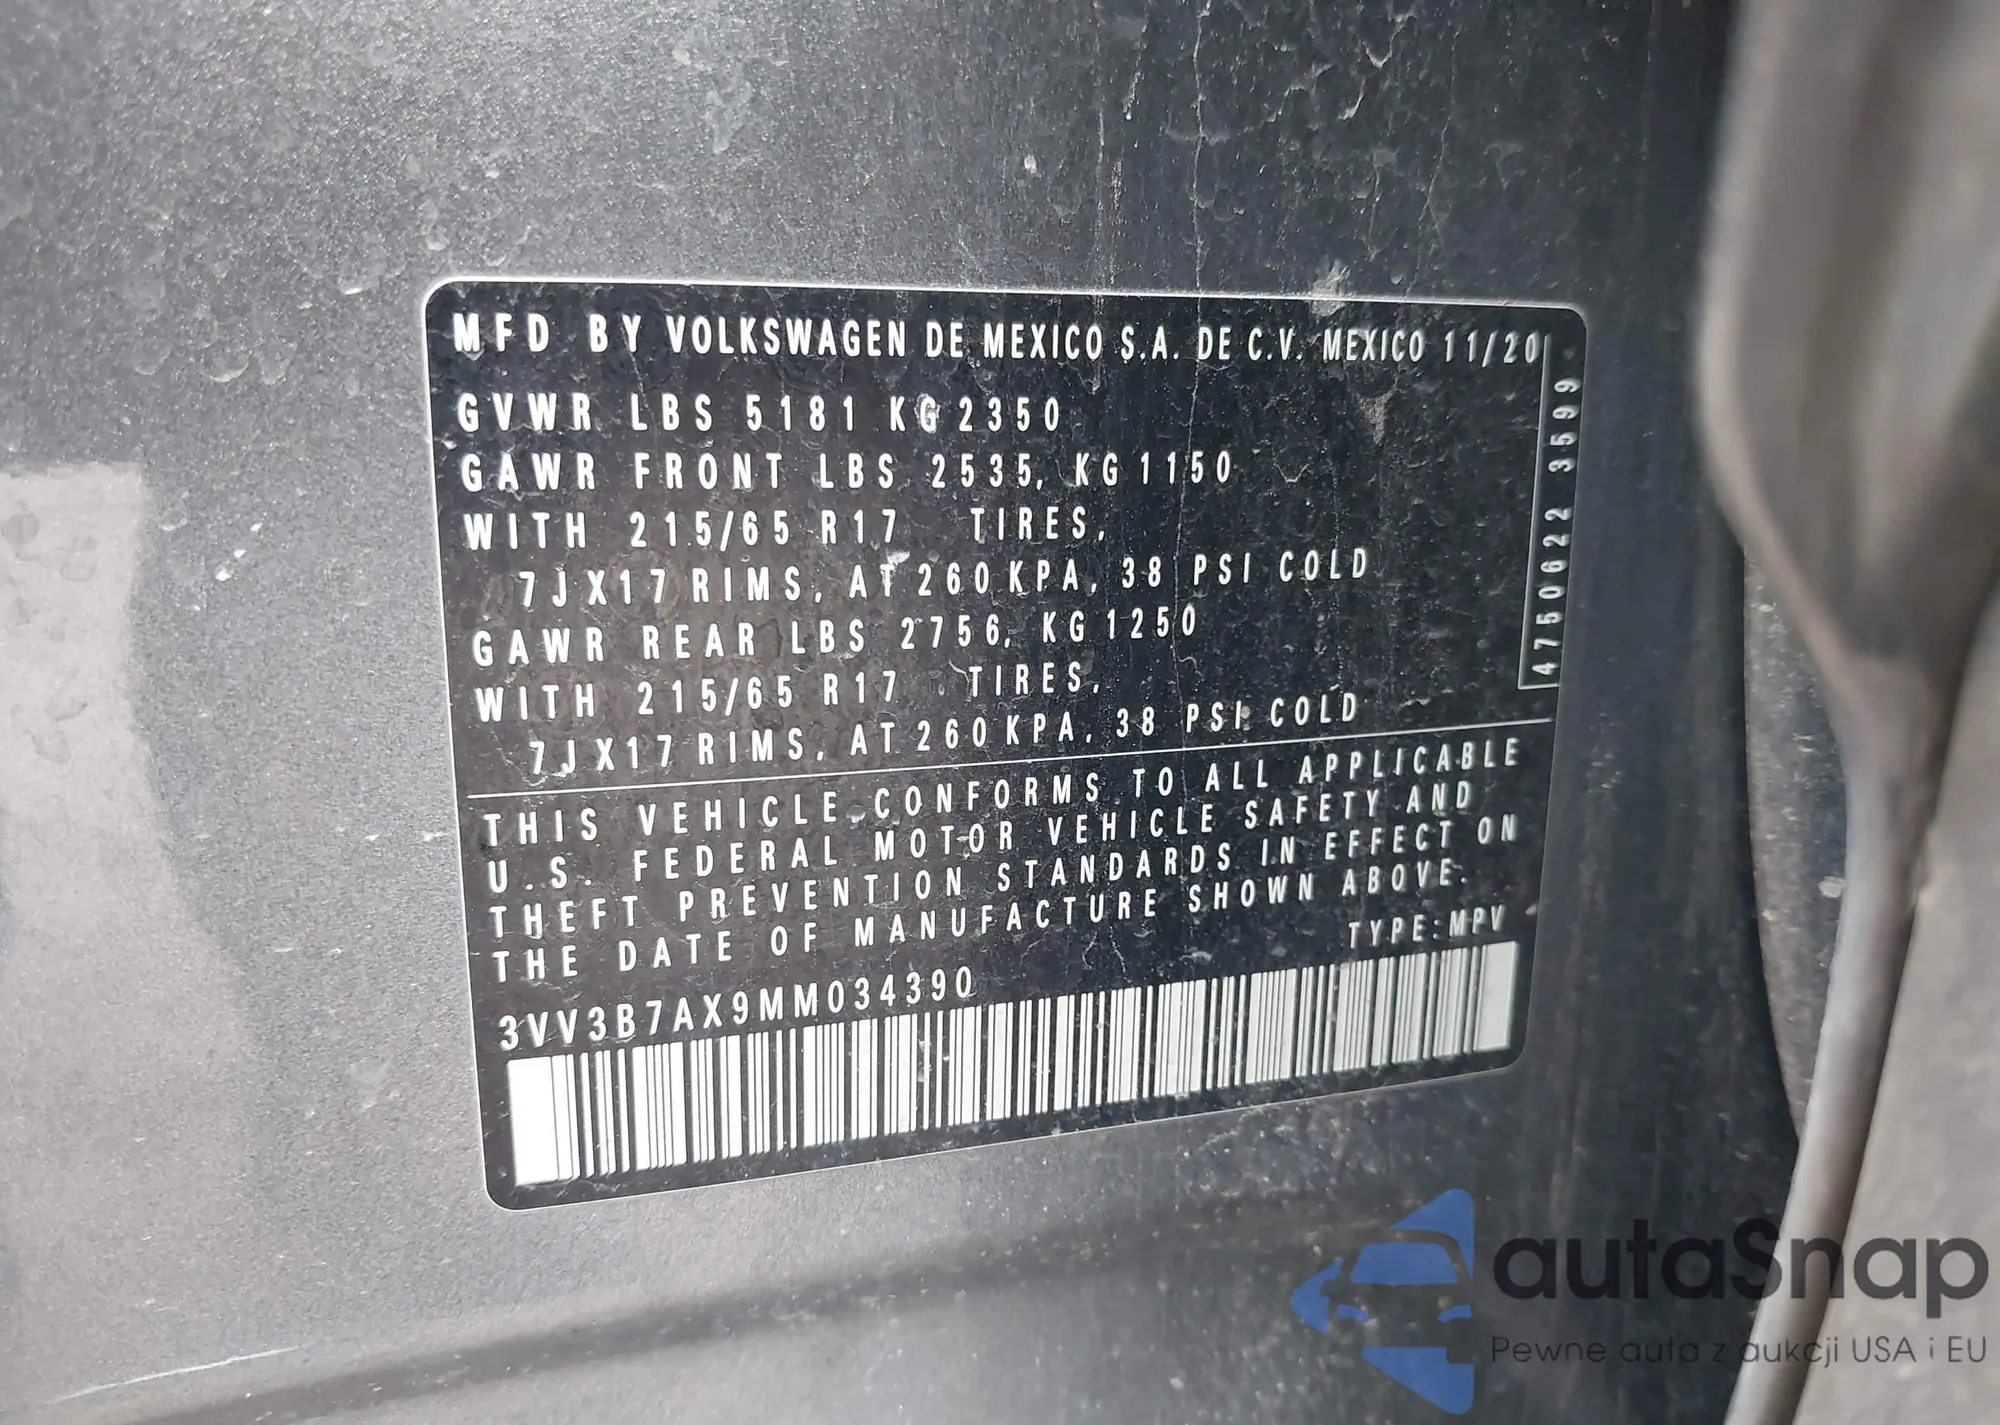 MFD BY VOLKSWAGEN DE MEXICO S.A. DE C.V. MEXICO 11/20
GVWR LBS 5181 KG 2350
GAWR FRONT LBS 2535, KG 1150
WITH 215/65 R17 TIRES,
7JX17 RIMS, AT 260 KPA, 38 PSI COLD
GAWR REAR LBS 2756, KG 1250
WITH 215/65 R17 TIRES,
7JX17 RIMS, AT 260 KPA, 38 PSI COLD
4750622 3599
THIS VEHICLE CONFORMS TO ALL APPLICABLE
U.S. FEDERAL MOTOR VEHICLE SAFETY AND
THEFT PREVENTION STANDARDS IN EFFECT ON
THE DATE OF MANUFACTURE SHOWN ABOVE.
TYPE: MPV
3VV3B7AX9MM034390
autaSnap
Pewne auta z aukcji USA i EU